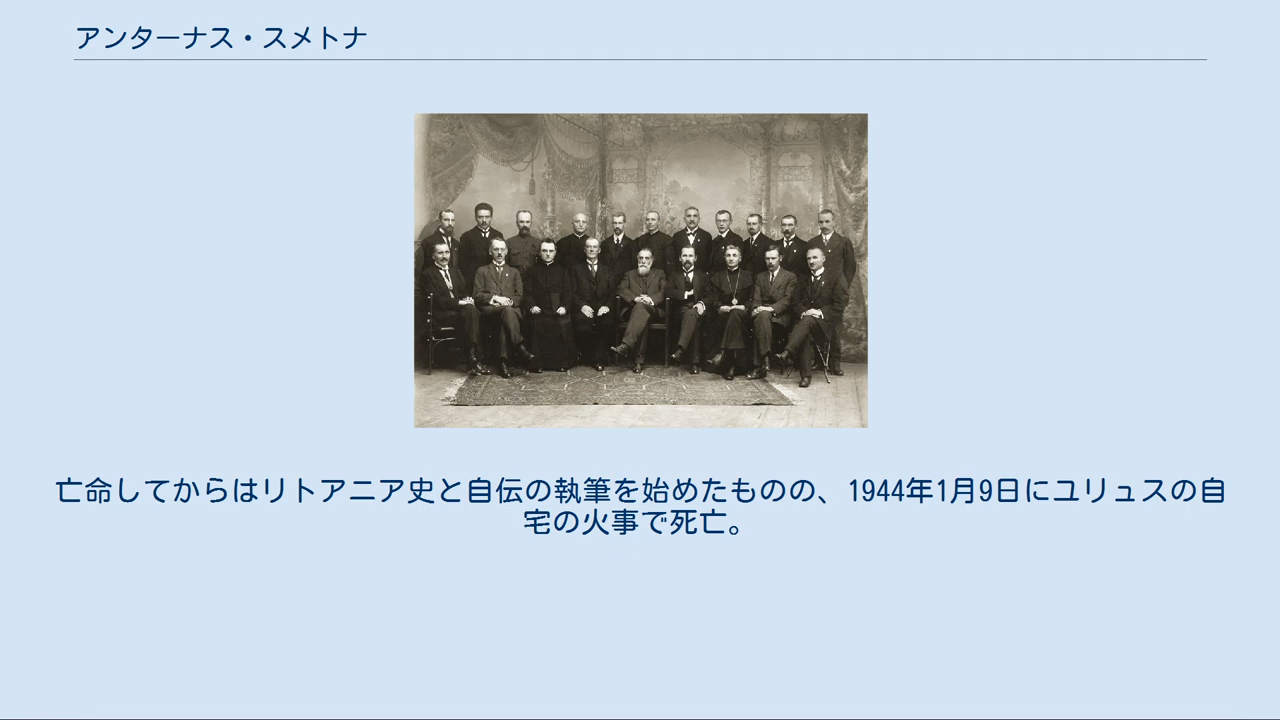 アンターナス・スメトナ
亡命してからはリトアニア史と自伝の執筆を始めたものの、1944年1月9日にユリュスの自
宅の火事で死亡。